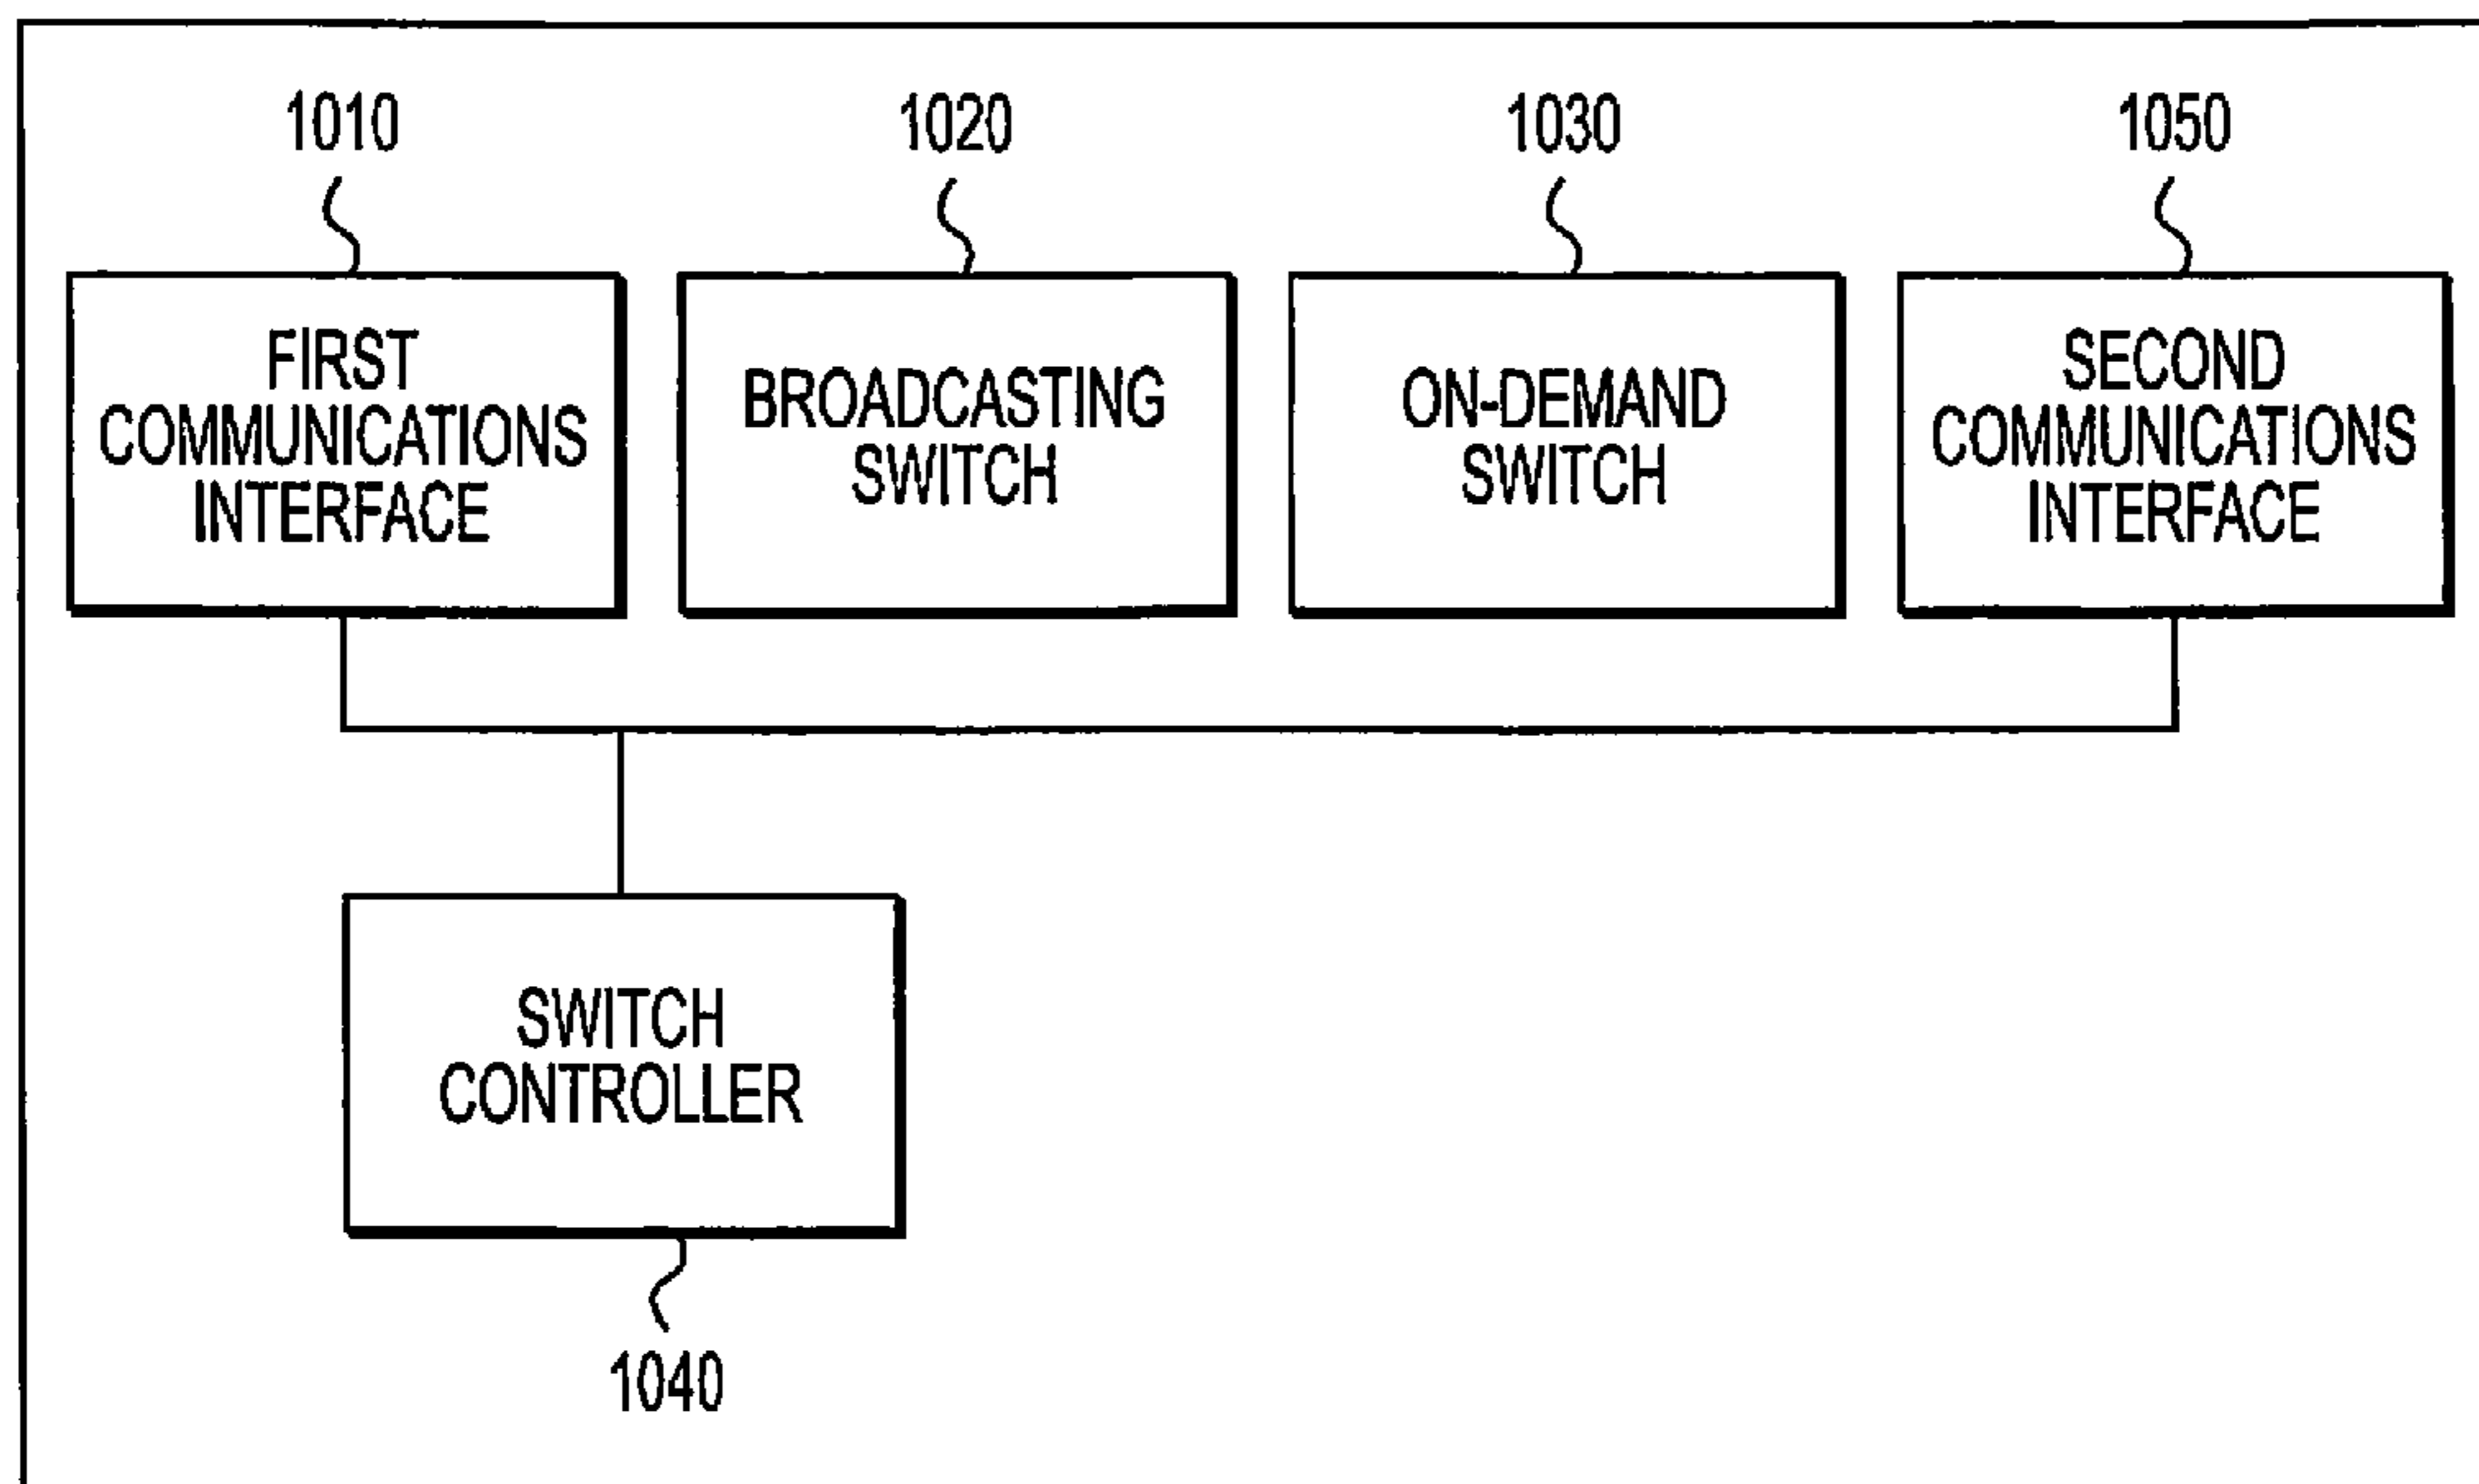 1010
1020
1030
1050
FIRST
COMMUNICATIONS
INTERFACE
BROADCASTING
SWITCH
ON-DEMAND
SWITCH
SECOND
COMMUNICATIONS
INTERFACE
SWITCH
CONTROLLER
1040